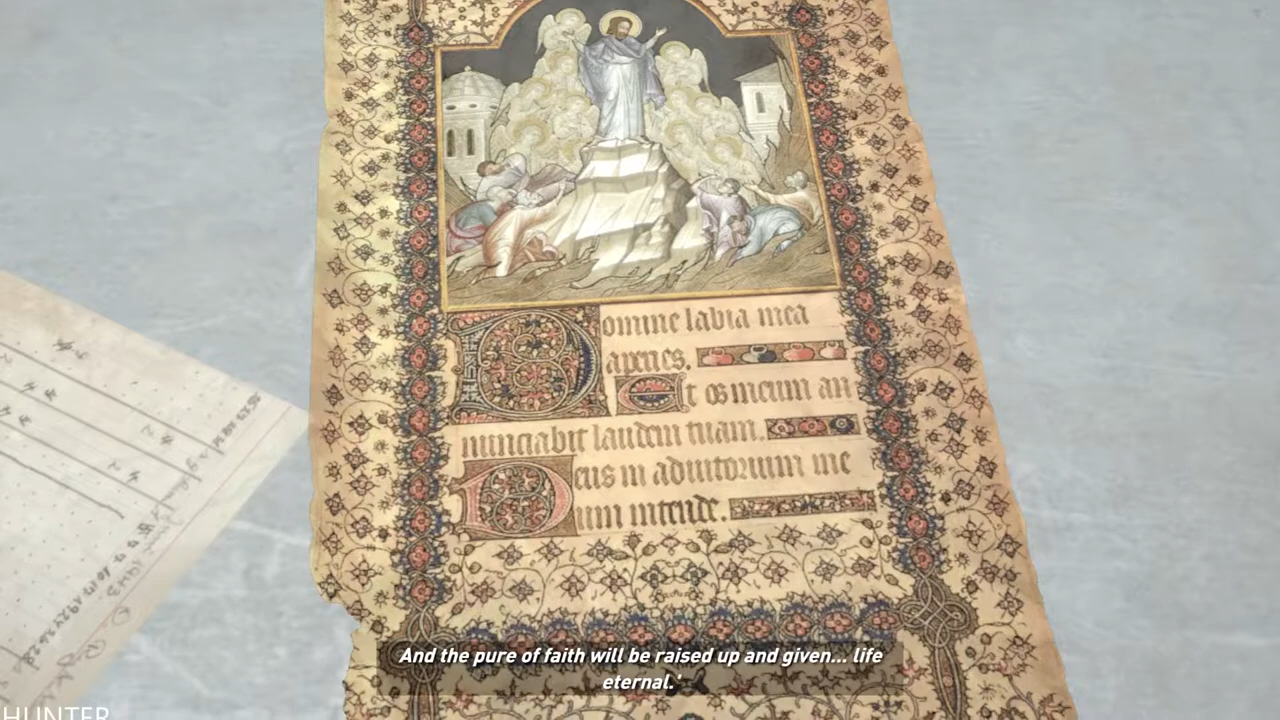 Domine labia mea
aperies.
Et os meum an
nunciabit laudem tuam.
Deus in adiutorium me
um intende.
And the pure of faith will be raised up and given... life
eternal.'
HUNTER